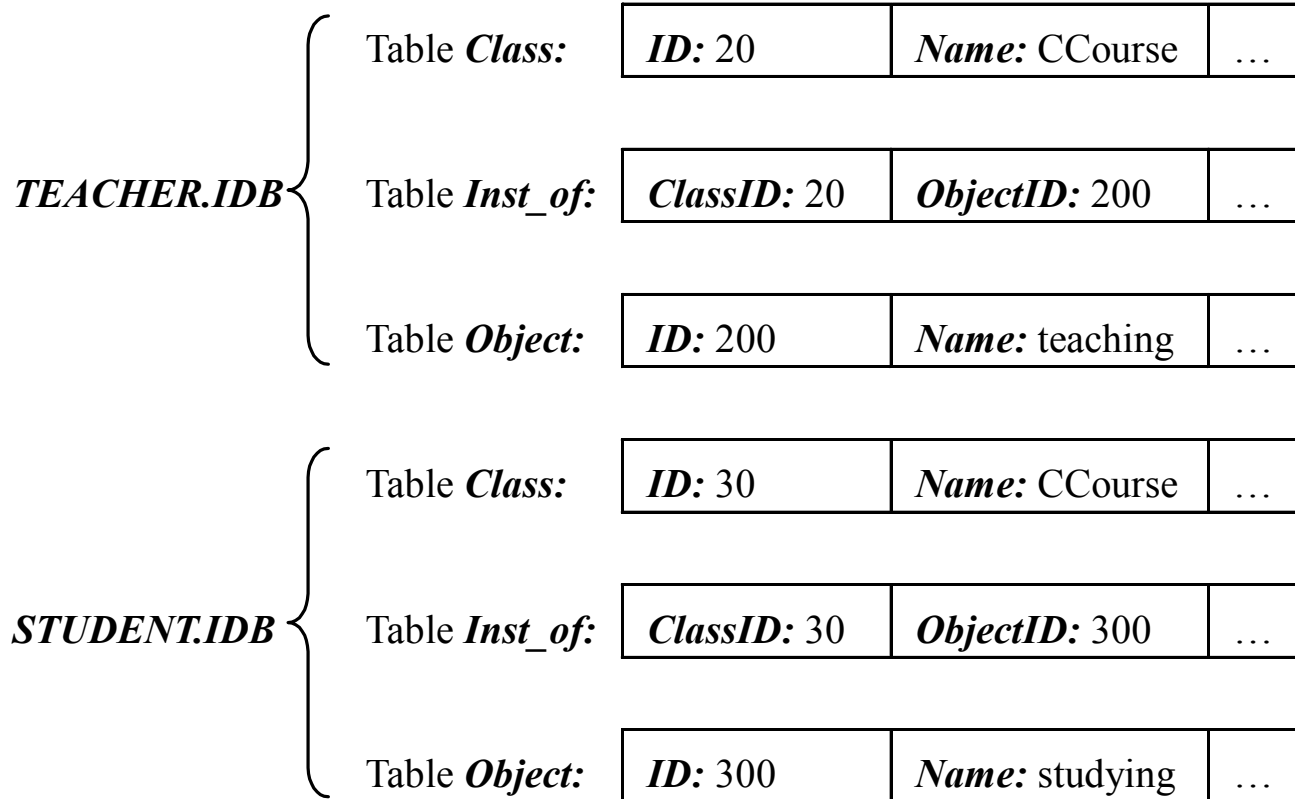 Table Class: ID: 20 Name: CCourse …
TEACHER.IDB Table Inst_of: ClassID: 20 ObjectID: 200 …
Table Object: ID: 200 Name: teaching …
Table Class: ID: 30 Name: CCourse …
STUDENT.IDB Table Inst_of: ClassID: 30 ObjectID: 300 …
Table Object: ID: 300 Name: studying …